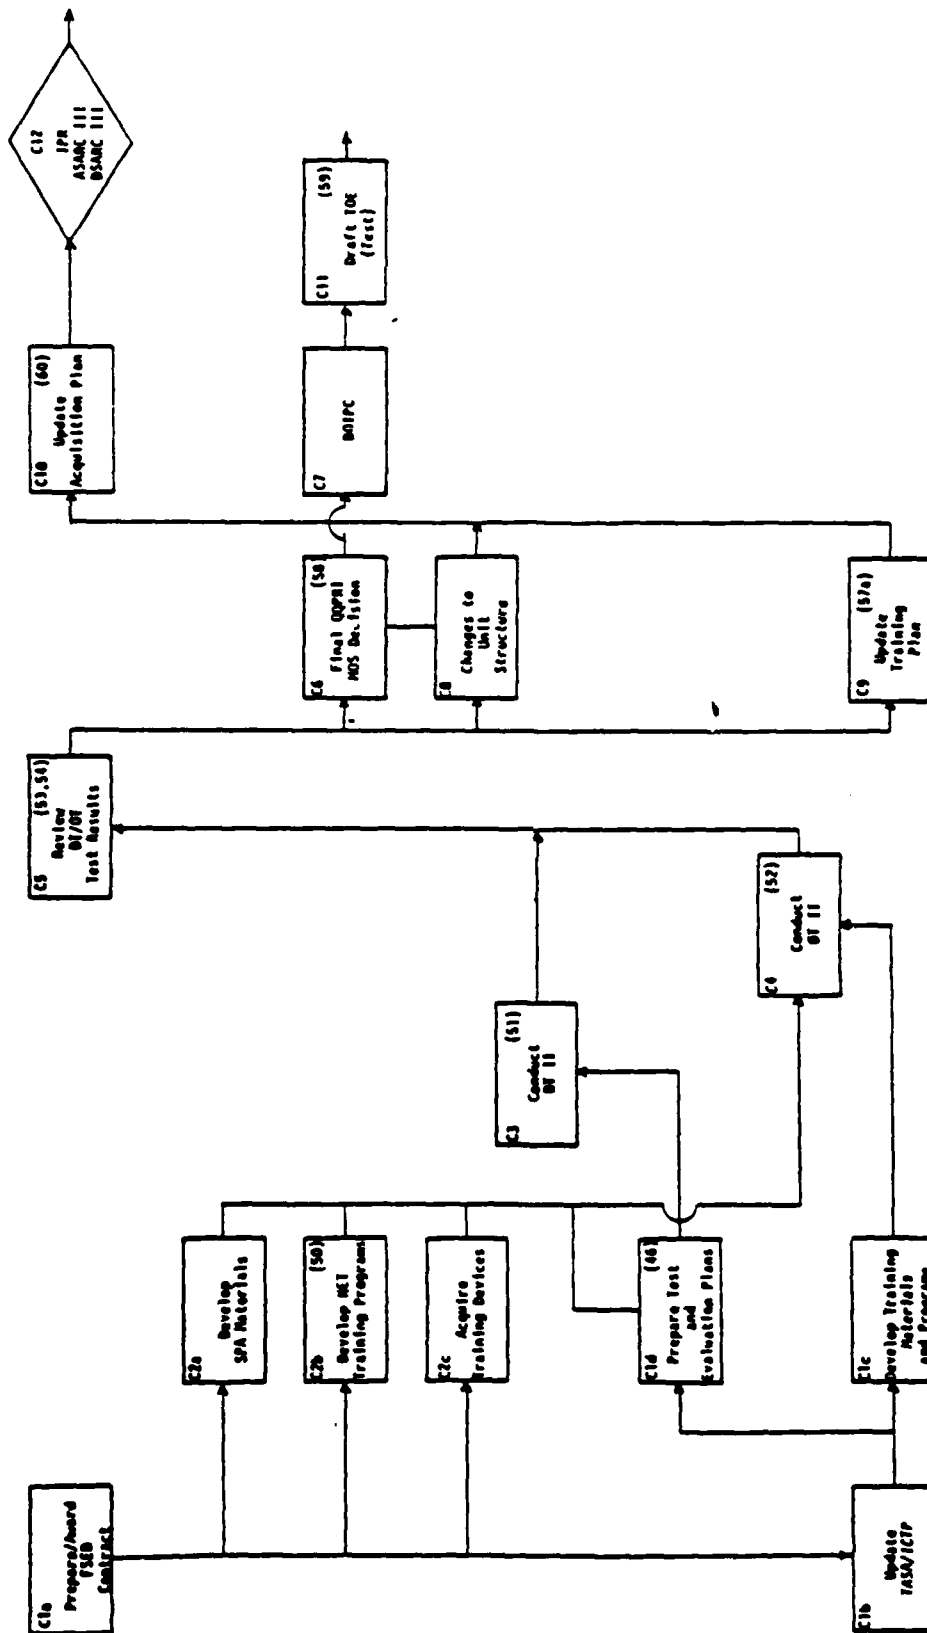 C1a
Prepare/Award
FSED
Contract
C1b
Update
TASA/ICTP
C2a
Develop
SPA Materials
C2b (50)
Develop NET
Training Programs
C2c
Acquire
Training Devices
C1d (46)
Prepare Test
and
Evaluation Plans
C1c
Develop Training
Materials
and Programs
C3 (51)
Conduct
DT II
C4 (52)
Conduct
OT II
C5 (53,54)
Review
DT/OT
Test Results
C6 (58)
Final QQPRI
MOS Decision
C8
Changes to
Unit
Structure
C9 (57a)
Update
Training
Plan
C10 (60)
Update
Acquisition Plan
C7
BOIPC
C11 (59)
Draft TOE
(Test)
C12
IPR
ASARC III
DSARC III